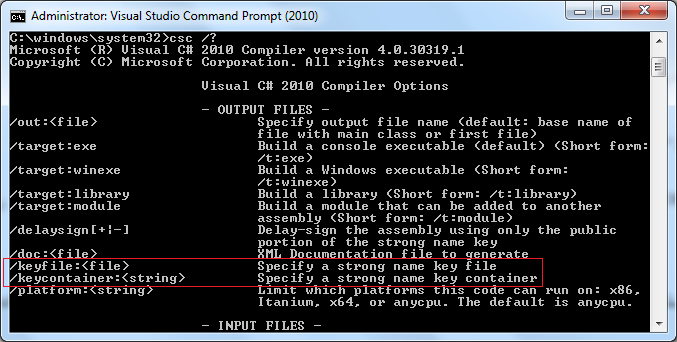 Administrator: Visual Studio Command Prompt (2010)
C:\windows\system32>csc /?
Microsoft (R) Visual C# 2010 Compiler version 4.0.30319.1
Copyright (C) Microsoft Corporation. All rights reserved.
Visual C# 2010 Compiler Options
- OUTPUT FILES -
/out:<file> Specify output file name (default: base name of
file with main class or first file)
/target:exe Build a console executable (default) (Short form:
/t:exe)
/target:winexe Build a Windows executable (Short form:
/t:winexe)
/target:library Build a library (Short form: /t:library)
/target:module Build a module that can be added to another
assembly (Short form: /t:module)
/delaysign[+|-] Delay-sign the assembly using only the public
portion of the strong name key
/doc:<file> XML Documentation file to generate
/keyfile:<file> Specify a strong name key file
/keycontainer:<string> Specify a strong name key container
/platform:<string> Limit which platforms this code can run on: x86,
Itanium, x64, or anycpu. The default is anycpu.
- INPUT FILES -